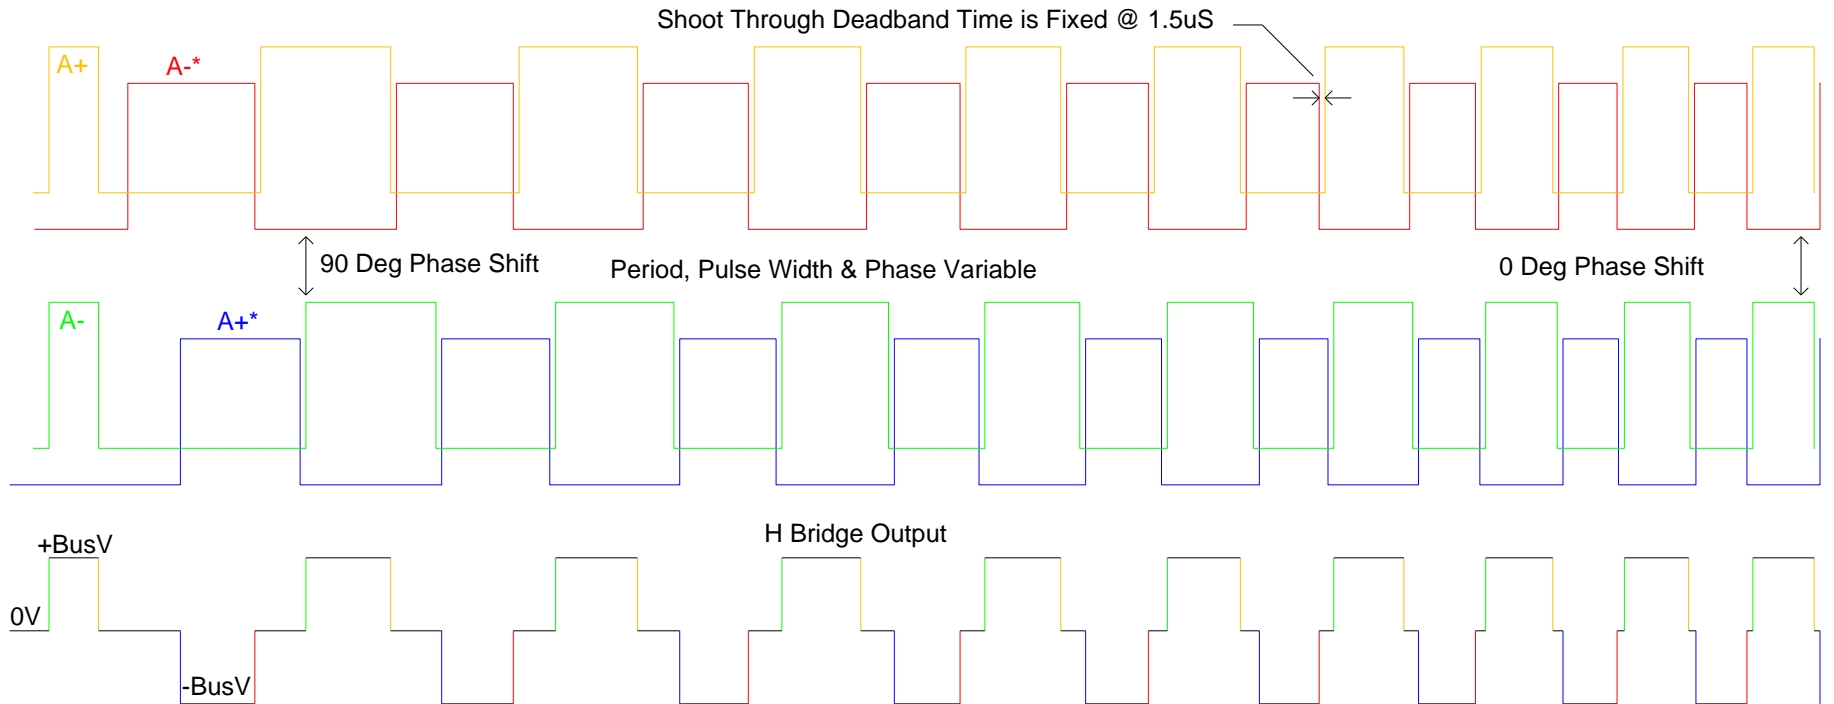 Shoot Through Deadband Time is Fixed @ 1.5uS
A+
A-*
90 Deg Phase Shift
Period, Pulse Width & Phase Variable
0 Deg Phase Shift
A-
A+*
H Bridge Output
+BusV
0V
-BusV